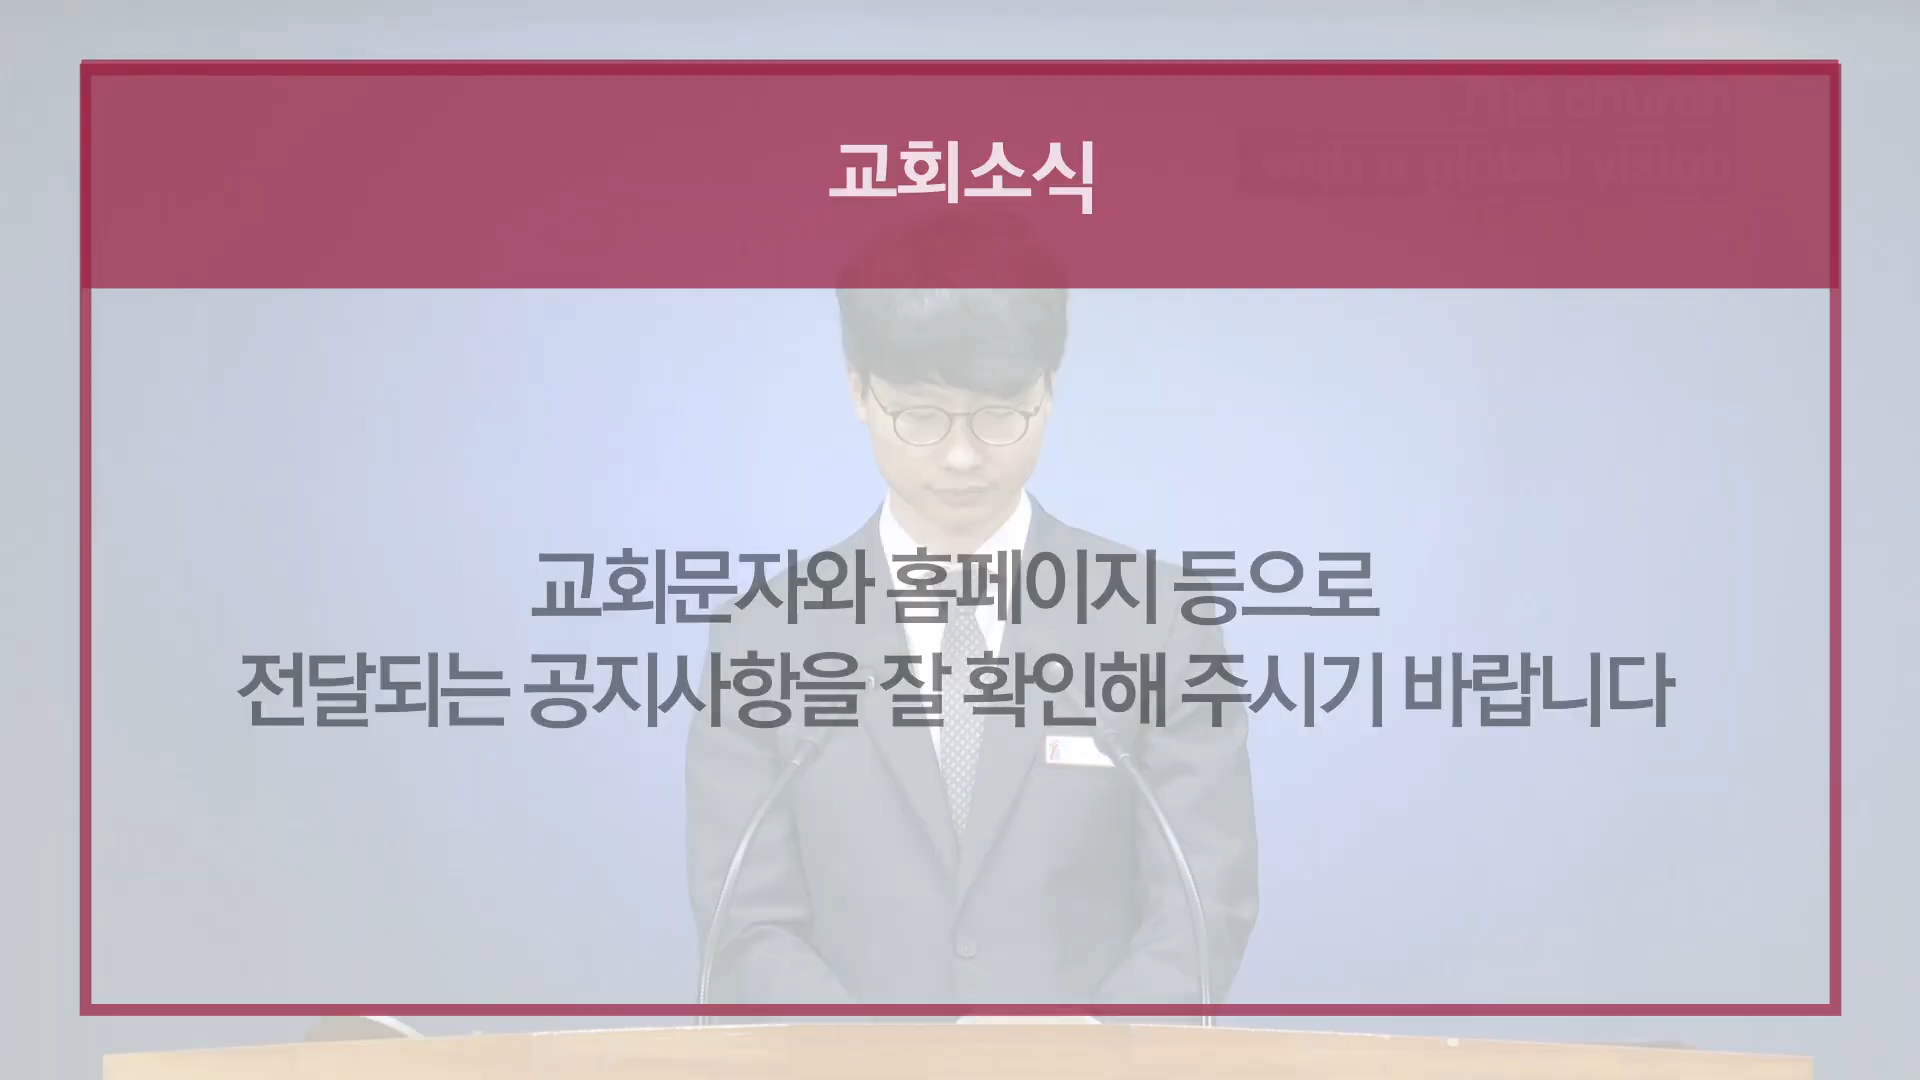 교회소식
교회문자와 홈페이지 등으로
전달되는 공지사항을 잘 확인해 주시기 바랍니다